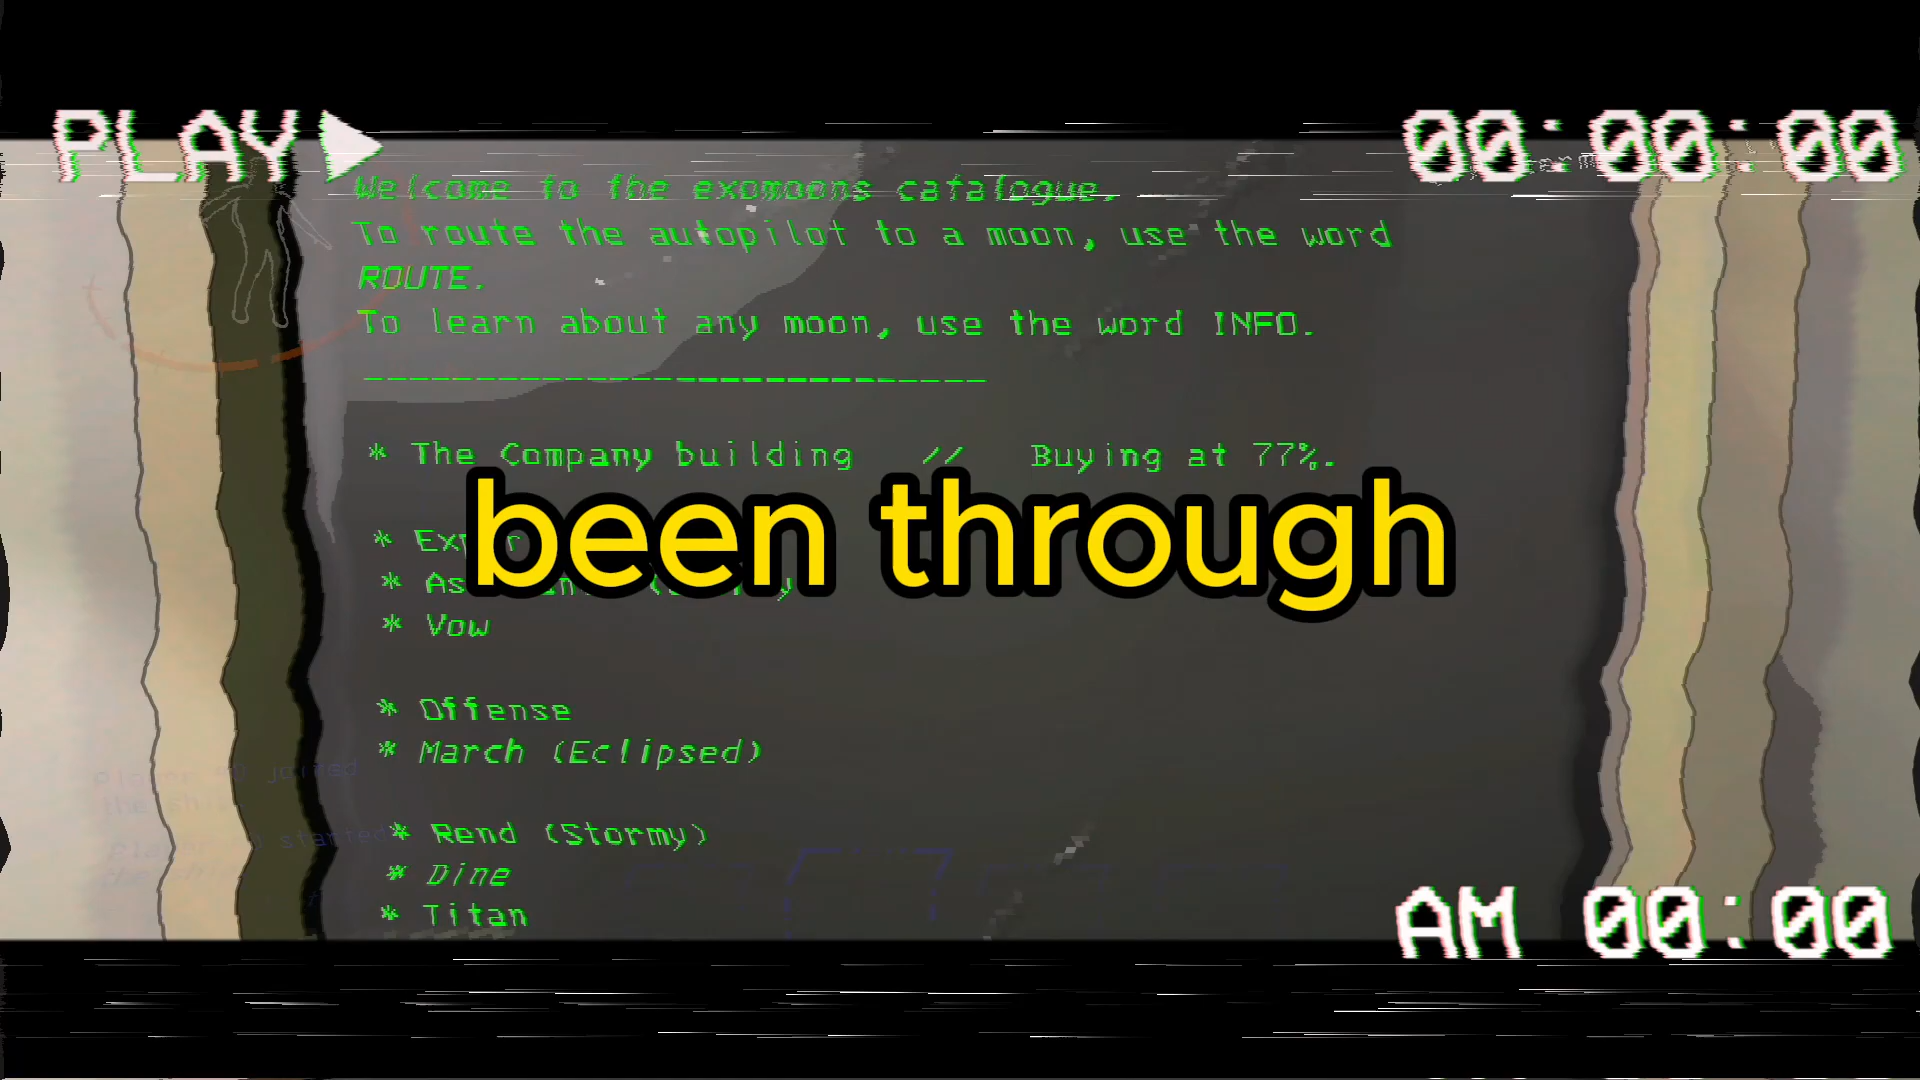 PLAY
00:00:00
Welcome to the exomoons catalogue.
To route the autopilot to a moon, use the word
ROUTE.
To learn about any moon, use the word INFO.
------------------------------
* The Company building // Buying at 77%.
been through
* Vow
* Offense
* March (Eclipsed)
joined
started
* Rend (Stormy)
* Dine
* Titan
AM 00:00